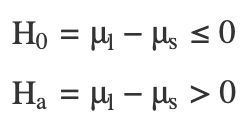 H₀ = μₗ − μₛ ≤ 0
Hₐ = μₗ − μₛ > 0